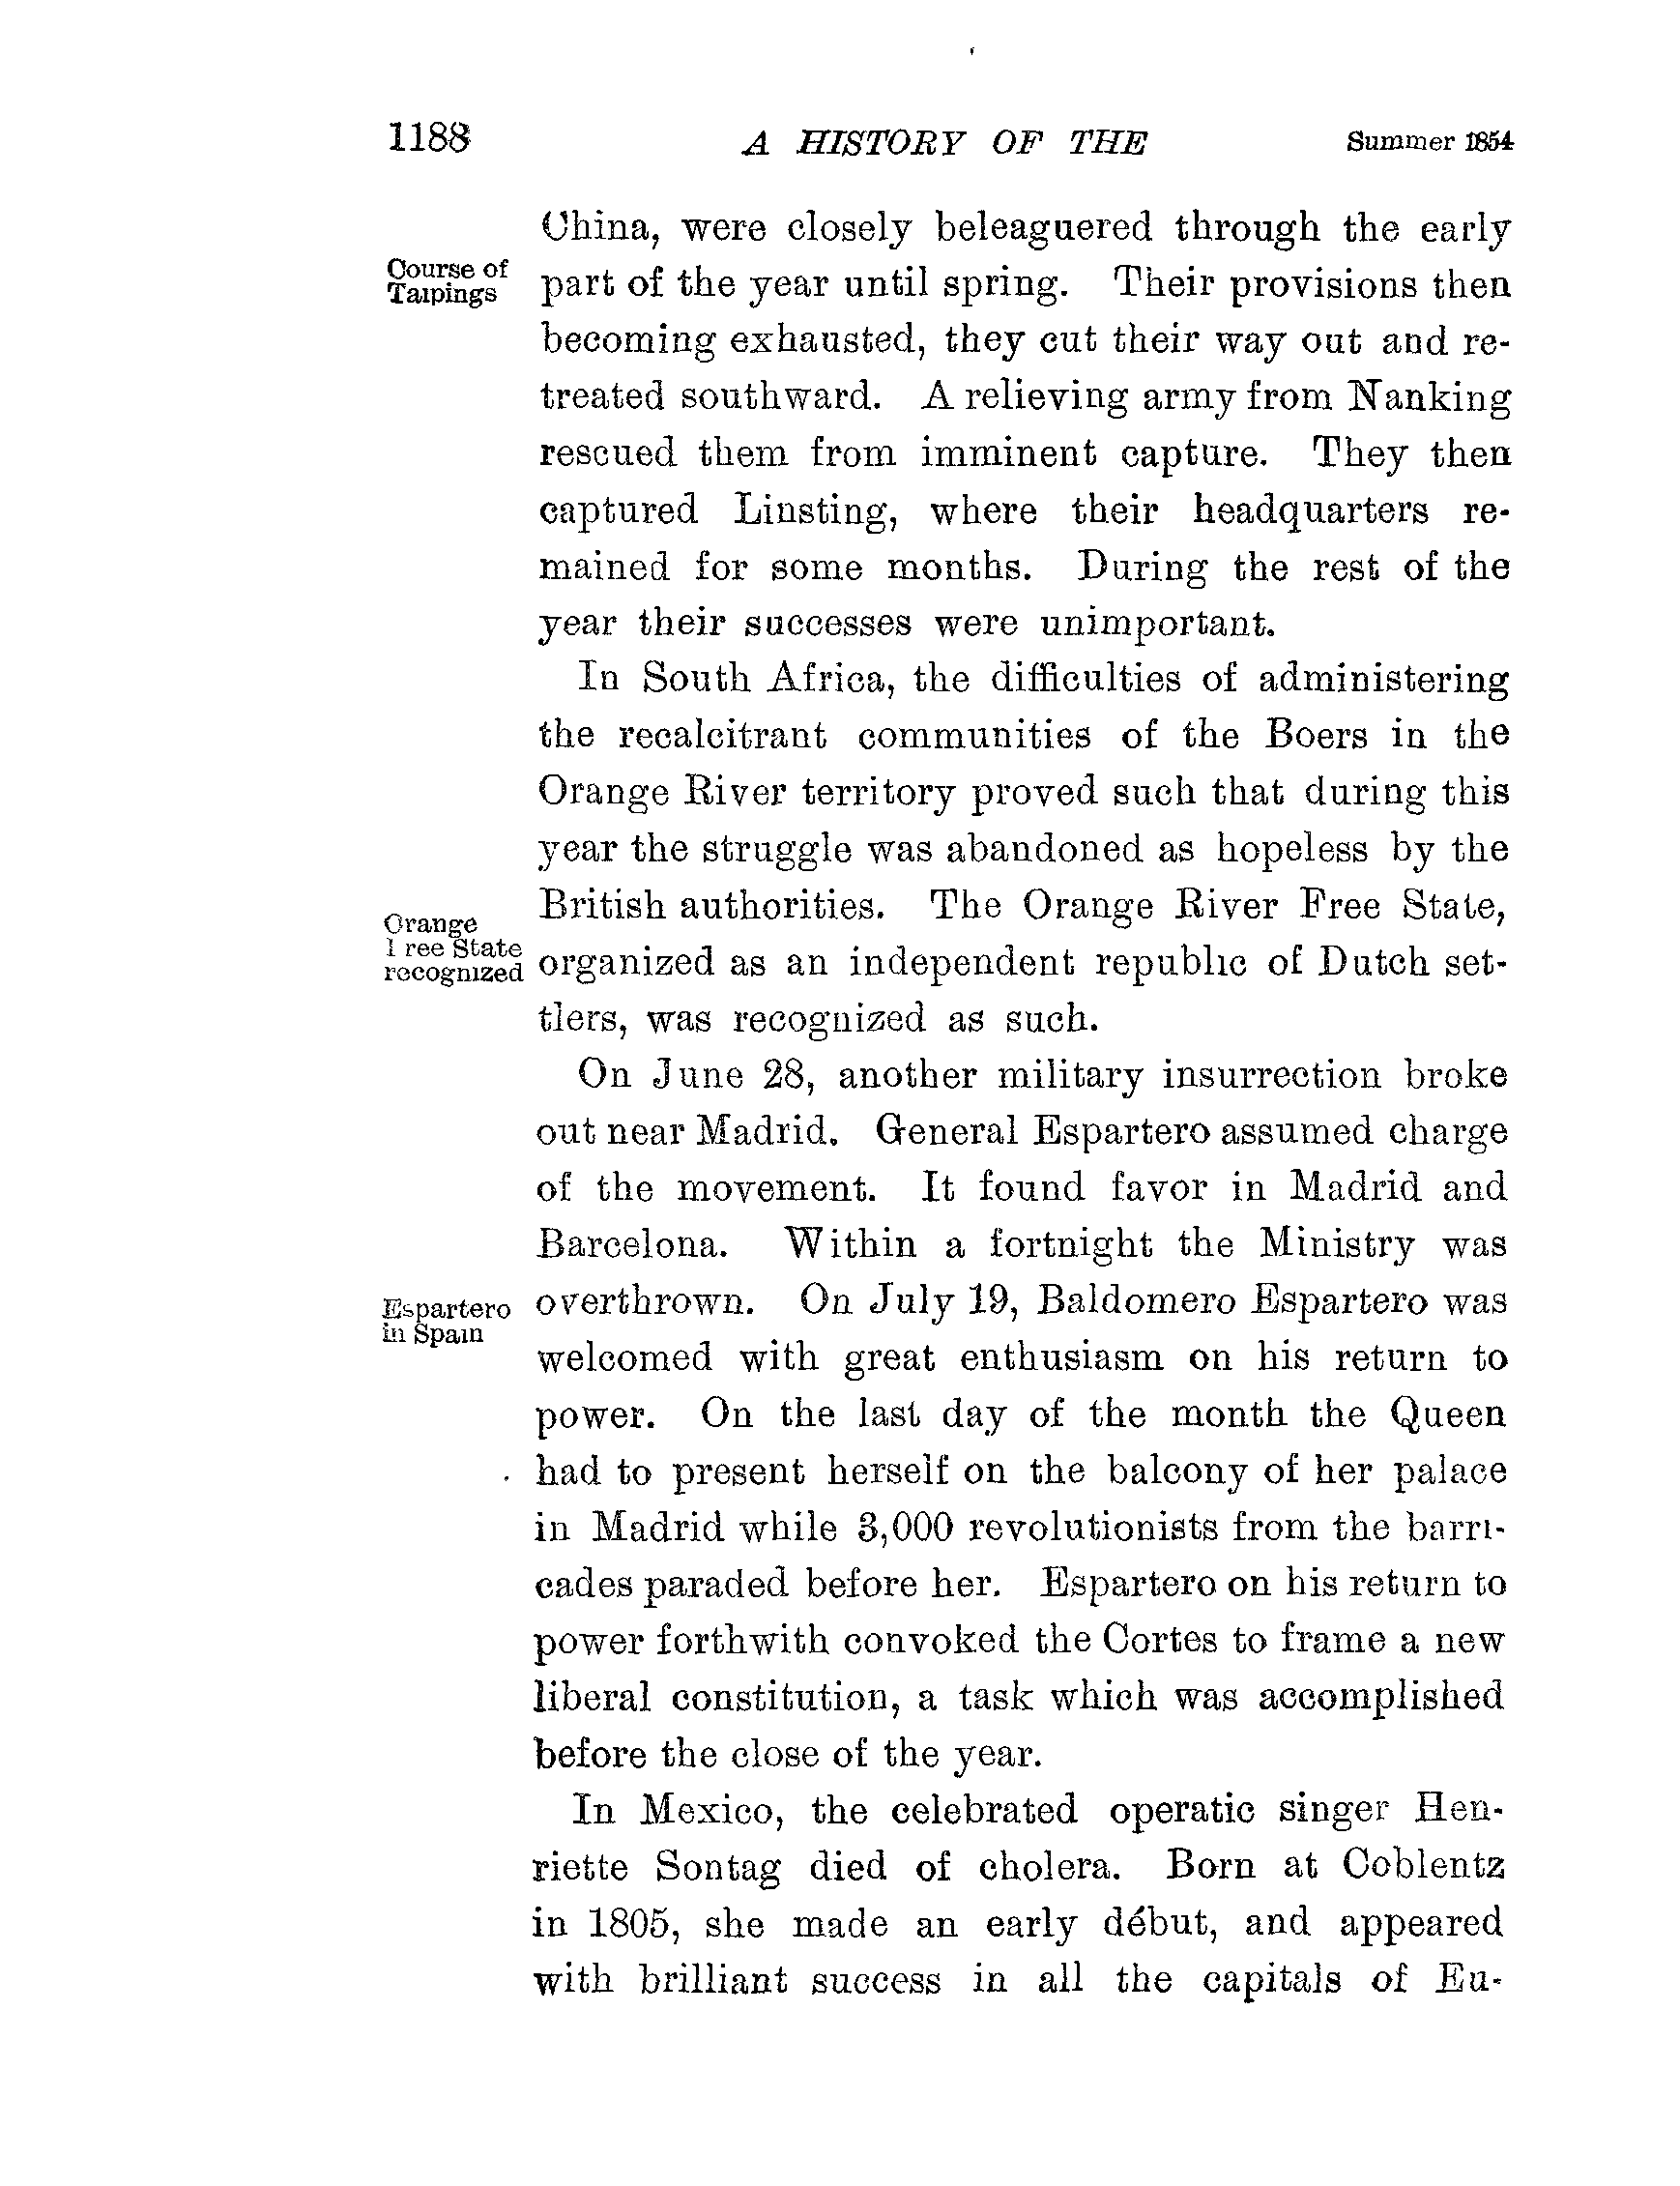 1188 A HISTORY OF THE Summer 1854
China, were closely beleaguered through the early
Course of
Taipings
part of the year until spring. Their provisions then
becoming exhausted, they cut their way out and re-
treated southward. A relieving army from Nanking
rescued them from imminent capture. They then
captured Linsting, where their headquarters re-
mained for some months. During the rest of the
year their successes were unimportant.
In South Africa, the difficulties of administering
the recalcitrant communities of the Boers in the
Orange River territory proved such that during this
year the struggle was abandoned as hopeless by the
British authorities. The Orange River Free State,
Orange
Free State
recognized
organized as an independent republic of Dutch set-
tlers, was recognized as such.
On June 28, another military insurrection broke
out near Madrid. General Espartero assumed charge
of the movement. It found favor in Madrid and
Barcelona. Within a fortnight the Ministry was
Espartero
in Spain
overthrown. On July 19, Baldomero Espartero was
welcomed with great enthusiasm on his return to
power. On the last day of the month the Queen
had to present herself on the balcony of her palace
in Madrid while 3,000 revolutionists from the barri-
cades paraded before her. Espartero on his return to
power forthwith convoked the Cortes to frame a new
liberal constitution, a task which was accomplished
before the close of the year.
In Mexico, the celebrated operatic singer Hen-
riette Sontag died of cholera. Born at Coblentz
in 1805, she made an early début, and appeared
with brilliant success in all the capitals of Eu-